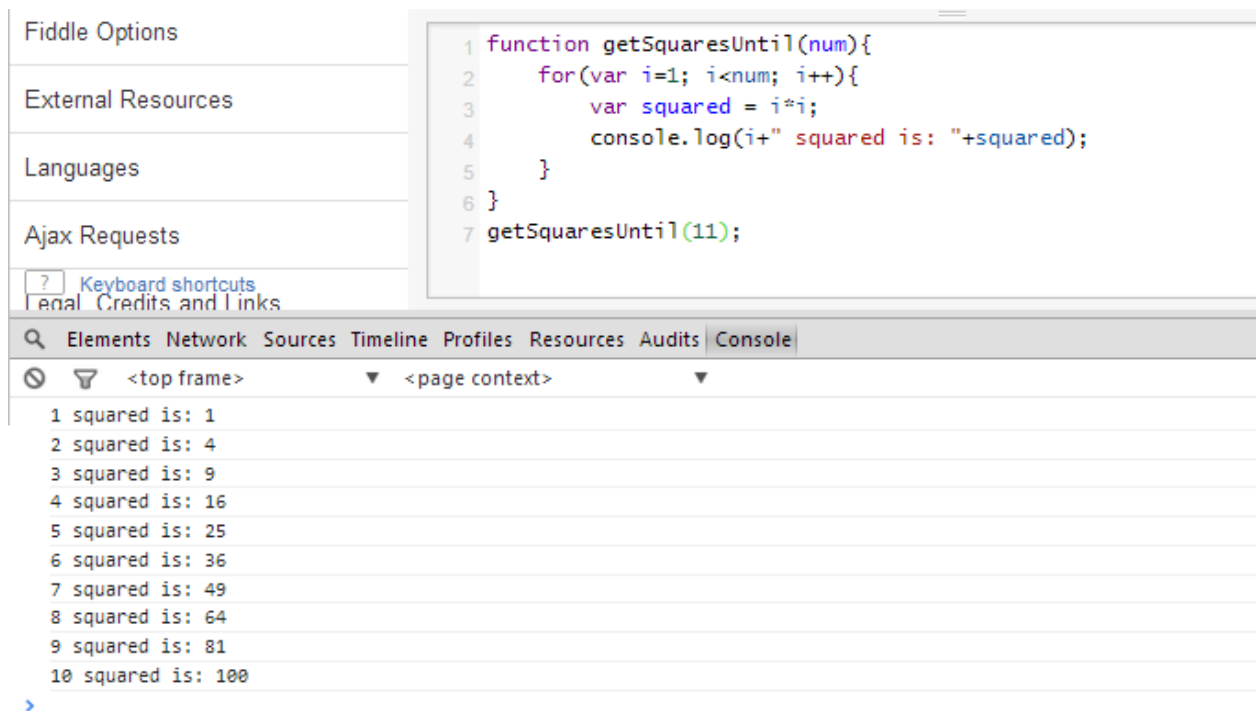 Fiddle Options
External Resources
Languages
Ajax Requests
? Keyboard shortcuts
Legal, Credits and Links
1 function getSquaresUntil(num){
2 for(var i=1; i<num; i++){
3 var squared = i*i;
4 console.log(i+" squared is: "+squared);
5 }
6 }
7 getSquaresUntil(11);
Elements Network Sources Timeline Profiles Resources Audits Console
<top frame> ▼ <page context> ▼
1 squared is: 1
2 squared is: 4
3 squared is: 9
4 squared is: 16
5 squared is: 25
6 squared is: 36
7 squared is: 49
8 squared is: 64
9 squared is: 81
10 squared is: 100
>